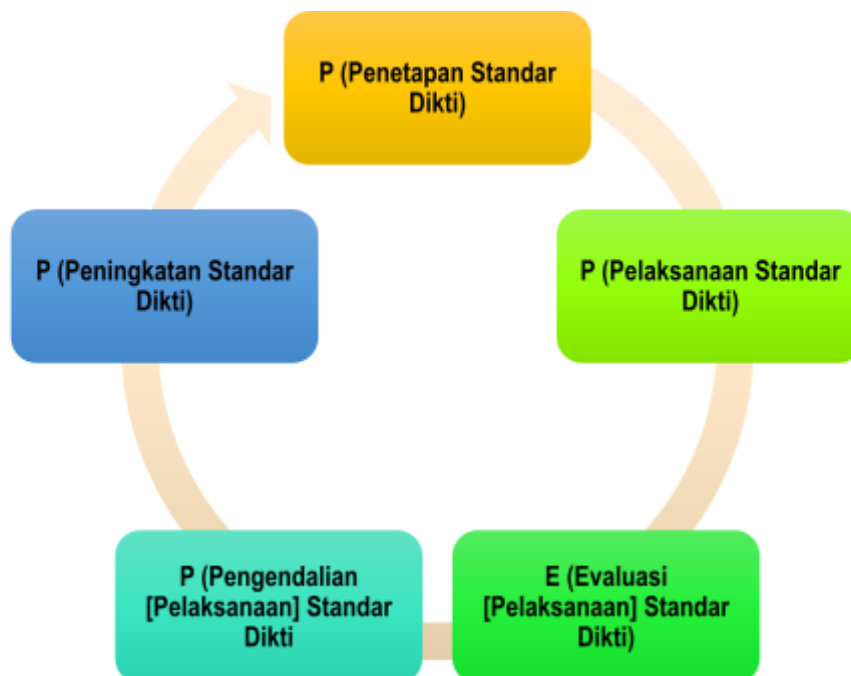 P (Penetapan Standar
Dikti)
P (Pelaksanaan Standar
Dikti)
E (Evaluasi
[Pelaksanaan] Standar
Dikti)
P (Pengendalian
[Pelaksanaan] Standar
Dikti
P (Peningkatan Standar
Dikti)